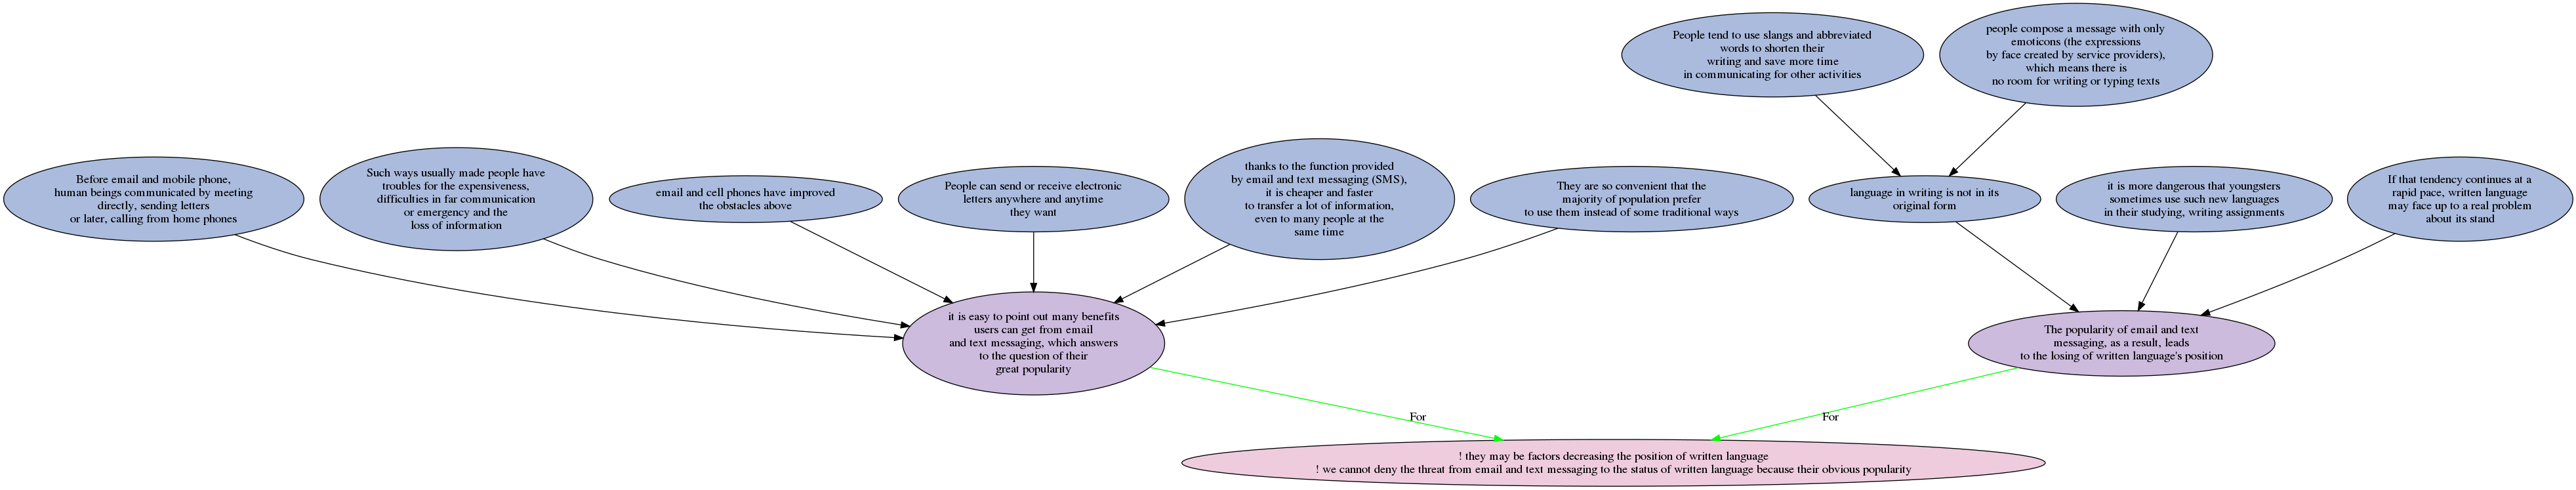 People tend to use slangs and abbreviated
words to shorten their
writing and save more time
in communicating for other activities
people compose a message with only
emoticons (the expressions
by face created by service providers),
which means there is
no room for writing or typing texts
Before email and mobile phone,
human beings communicated by meeting
directly, sending letters
or later, calling from home phones
Such ways usually made people have
troubles for the expensiveness,
difficulties in far communication
or emergency and the
loss of information
email and cell phones have improved
the obstacles above
People can send or receive electronic
letters anywhere and anytime
they want
thanks to the function provided
by email and text messaging (SMS),
it is cheaper and faster
to transfer a lot of information,
even to many people at the
same time
They are so convenient that the
majority of population prefer
to use them instead of some traditional ways
language in writing is not in its
original form
it is more dangerous that youngsters
sometimes use such new languages
in their studying, writing assignments
If that tendency continues at a
rapid pace, written language
may face up to a real problem
about its stand
it is easy to point out many benefits
users can get from email
and text messaging, which answers
to the question of their
great popularity
The popularity of email and text
messaging, as a result, leads
to the losing of written language's position
For
For
! they may be factors decreasing the position of written language
! we cannot deny the threat from email and text messaging to the status of written language because their obvious popularity